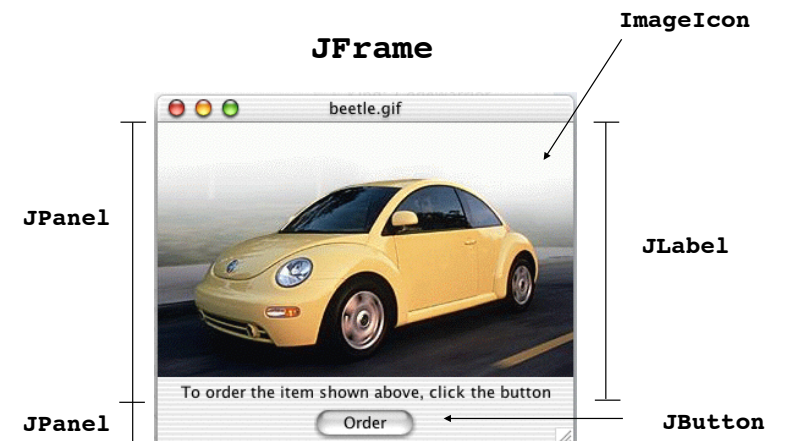 ImageIcon
JFrame
beetle.gif
JPanel
JLabel
To order the item shown above, click the button
JPanel
Order
JButton